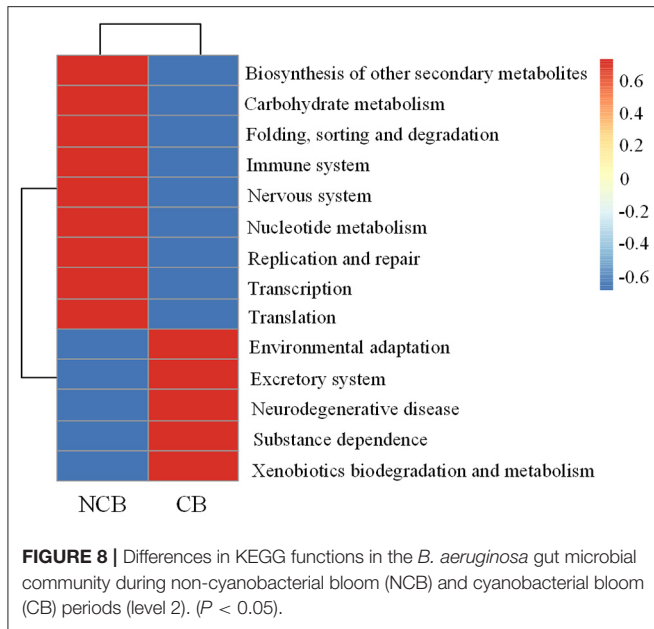 Biosynthesis of other secondary metabolites
Carbohydrate metabolism
Folding, sorting and degradation
Immune system
Nervous system
Nucleotide metabolism
Replication and repair
Transcription
Translation
Environmental adaptation
Excretory system
Neurodegenerative disease
Substance dependence
Xenobiotics biodegradation and metabolism
0.6
0.4
0.2
0
-0.2
-0.4
-0.6
NCB CB
FIGURE 8 | Differences in KEGG functions in the B. aeruginosa gut microbial
community during non-cyanobacterial bloom (NCB) and cyanobacterial bloom
(CB) periods (level 2). (P < 0.05).